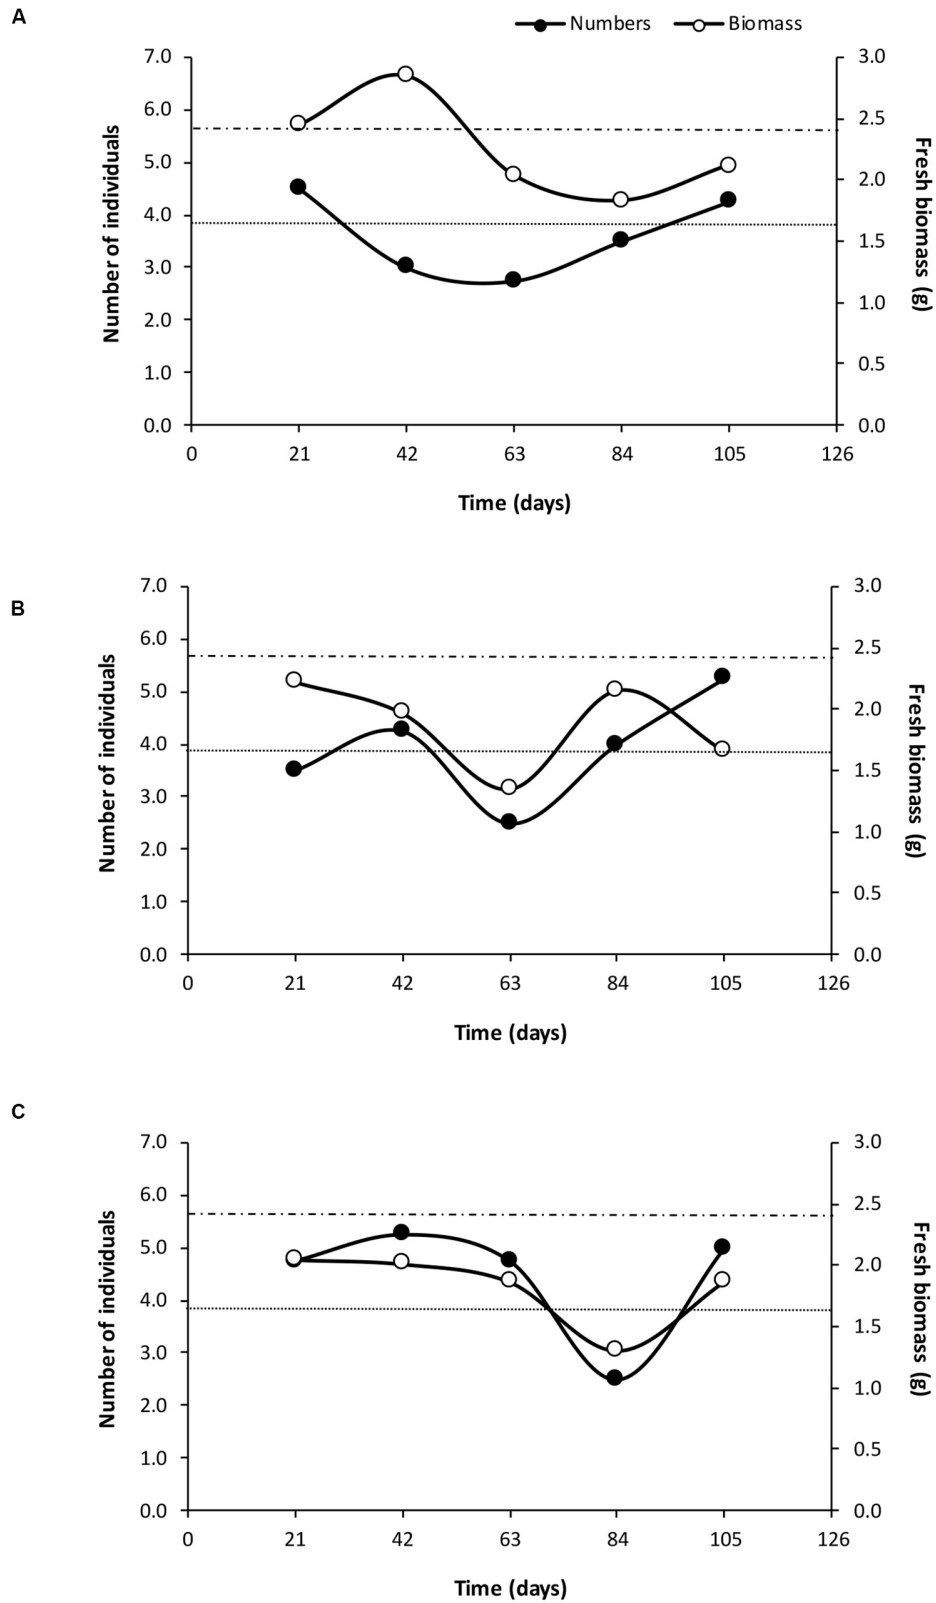 A
Numbers Biomass
7.0 3.0
6.0 2.5
5.0 2.0
4.0 1.5
3.0 1.0
2.0 0.5
1.0
0.0 0.0
Number of individuals
Fresh biomass (g)
0 21 42 63 84 105 126
Time (days)
B
7.0 3.0
6.0 2.5
5.0 2.0
4.0 1.5
3.0 1.0
2.0 0.5
1.0
0.0 0.0
Number of individuals
Fresh biomass (g)
0 21 42 63 84 105 126
Time (days)
C
7.0 3.0
6.0 2.5
5.0 2.0
4.0 1.5
3.0 1.0
2.0 0.5
1.0
0.0 0.0
Number of individuals
Fresh biomass (g)
0 21 42 63 84 105 126
Time (days)